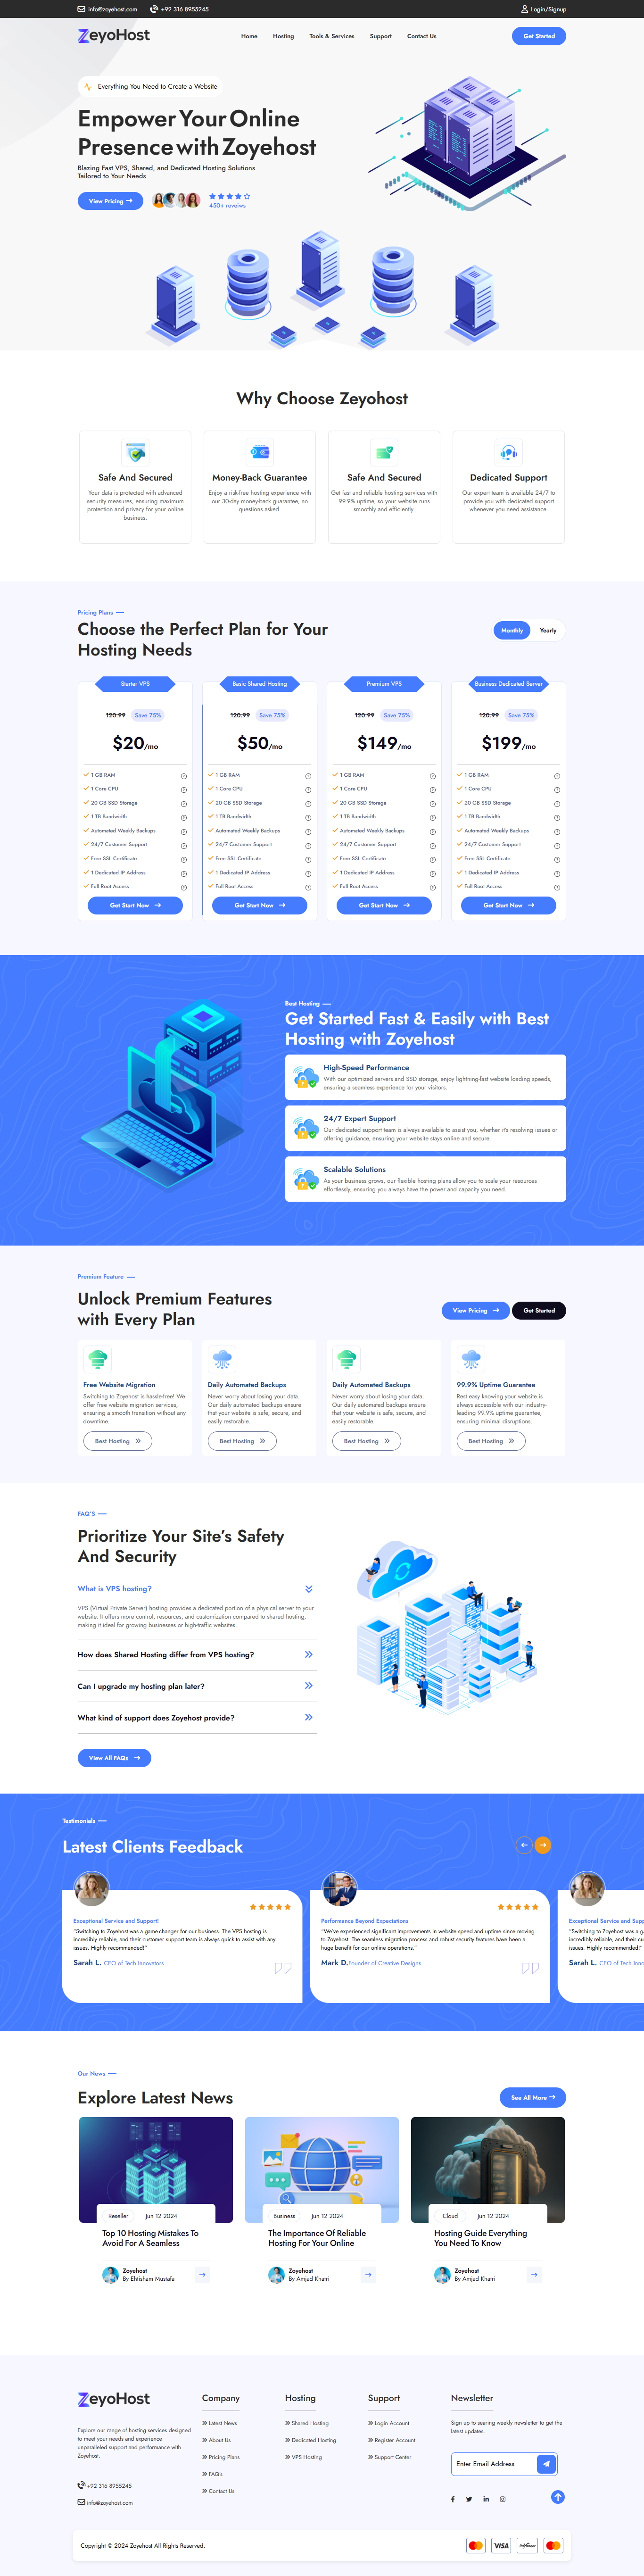 info@zoyehost.com
+92 316 8955245
Login/Signup
ZeyoHost
Home
Hosting
Tools & Services
Support
Contact Us
Get Started
Everything You Need to Create a Website
Empower Your Online
Presence with Zoyehost
Blazing Fast VPS, Shared, and Dedicated Hosting Solutions
Tailored to Your Needs
View Pricing
450+ reveiws
Why Choose Zeyohost
Safe And Secured
Your data is protected with advanced
security measures, ensuring maximum
protection and privacy for your online
business.
Money-Back Guarantee
Enjoy a risk-free hosting experience with
our 30-day money-back guarantee, no
questions asked.
Safe And Secured
Get fast and reliable hosting services with
99.9% uptime, so your website runs
smoothly and efficiently.
Dedicated Support
Our expert team is available 24/7 to
provide you with dedicated support
whenever you need assistance.
Pricing Plans
Choose the Perfect Plan for Your
Hosting Needs
Monthly
Yearly
Starter VPS
120.99
Save 75%
$20/mo
1 GB RAM
1 Core CPU
20 GB SSD Storage
1 TB Bandwidth
Automated Weekly Backups
24/7 Customer Support
Free SSL Certificate
1 Dedicated IP Address
Full Root Access
Get Start Now
Basic Shared Hosting
120.99
Save 75%
$50/mo
1 GB RAM
1 Core CPU
20 GB SSD Storage
1 TB Bandwidth
Automated Weekly Backups
24/7 Customer Support
Free SSL Certificate
1 Dedicated IP Address
Full Root Access
Get Start Now
Premium VPS
120.99
Save 75%
$149/mo
1 GB RAM
1 Core CPU
20 GB SSD Storage
1 TB Bandwidth
Automated Weekly Backups
24/7 Customer Support
Free SSL Certificate
1 Dedicated IP Address
Full Root Access
Get Start Now
Business Dedicated Server
120.99
Save 75%
$199/mo
1 GB RAM
1 Core CPU
20 GB SSD Storage
1 TB Bandwidth
Automated Weekly Backups
24/7 Customer Support
Free SSL Certificate
1 Dedicated IP Address
Full Root Access
Get Start Now
Best Hosting
Get Started Fast & Easily with Best
Hosting with Zoyehost
High-Speed Performance
With our optimized servers and SSD storage, enjoy lightning-fast website loading speeds,
ensuring a seamless experience for your visitors.
24/7 Expert Support
Our dedicated support team is always available to assist you, whether it's resolving issues or
offering guidance, ensuring your website stays online and secure.
Scalable Solutions
As your business grows, our flexible hosting plans allow you to scale your resources
effortlessly, ensuring you always have the power and capacity you need.
Premium Feature
Unlock Premium Features
with Every Plan
View Pricing
Get Started
Free Website Migration
Switching to Zoyehost is hassle-free! We
offer free website migration services,
ensuring a smooth transition without any
downtime.
Best Hosting
Daily Automated Backups
Never worry about losing your data.
Our daily automated backups ensure
that your website is safe, secure, and
easily restorable.
Best Hosting
Daily Automated Backups
Never worry about losing your data.
Our daily automated backups ensure
that your website is safe, secure, and
easily restorable.
Best Hosting
99.9% Uptime Guarantee
Rest easy knowing your website is
always accessible with our industry-
leading 99.9% uptime guarantee,
ensuring minimal disruptions.
Best Hosting
FAQ'S
Prioritize Your Site's Safety
And Security
What is VPS hosting?
VPS (Virtual Private Server) hosting provides a dedicated portion of a physical server to your
website. It offers more control, resources, and customization compared to shared hosting,
making it ideal for growing businesses or high-traffic websites.
How does Shared Hosting differ from VPS hosting?
Can I upgrade my hosting plan later?
What kind of support does Zoyehost provide?
View All FAQs
Testimonials
Latest Clients Feedback
Exceptional Service and Support!
"Switching to Zoyehost was a game-changer for our business. The VPS hosting is
incredibly reliable, and their customer support team is always quick to assist with any
issues. Highly recommended!"
Sarah L. CEO of Tech Innovators
Performance Beyond Expectations
"We've experienced significant improvements in website speed and uptime since moving
to Zoyehost. The seamless migration process and robust security features have been a
huge benefit for our online operations."
Mark D.Founder of Creative Designs
Exceptional Service and Supp
"Switching to Zoyehost was a g
incredibly reliable, and their c
issues. Highly recommended!"
Sarah L. CEO of Tech Inno
Our News
Explore Latest News
See All More
Reseller
Jun 12 2024
Top 10 Hosting Mistakes To
Avoid For A Seamless
Zoyehost
By Ehtisham Mustafa
Business
Jun 12 2024
The Importance Of Reliable
Hosting For Your Online
Zoyehost
By Amjad Khatri
Cloud
Jun 12 2024
Hosting Guide Everything
You Need To Know
Zoyehost
By Amjad Khatri
ZeyoHost
Explore our range of hosting services designed
to meet your needs and experience
unparalleled support and performance with
Zoyehost.
+92 316 8955245
info@zoyehost.com
Company
Latest News
About Us
Pricing Plans
FAQ's
Contact Us
Hosting
Shared Hosting
Dedicated Hosting
VPS Hosting
Support
Login Account
Register Account
Support Center
Newsletter
Sign up to searing weekly newsletter to get the
latest updates.
Enter Email Address
Copyright © 2024 Zoyehost All Rights Reserved.
VISA